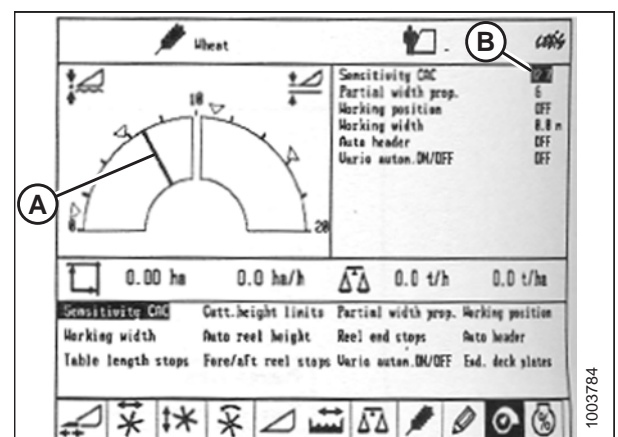 Wheat
-
B
Sensitivity CAC
Partial width prop. 6
Working position OFF
Working width 0.0 m
Auto header OFF
Vario autom.ON/OFF OFF
10
A
0
20
0.00 ha 0.0 ha/h 0.0 t/h 0.0 t/ha
Sensitivity CAC Cutt.height limits Partial width prop. Working position
Working width Auto reel height Reel end stops Auto header
Table length stops Fore/aft reel stops Vario autom.ON/OFF End. deck plates
%
1003784